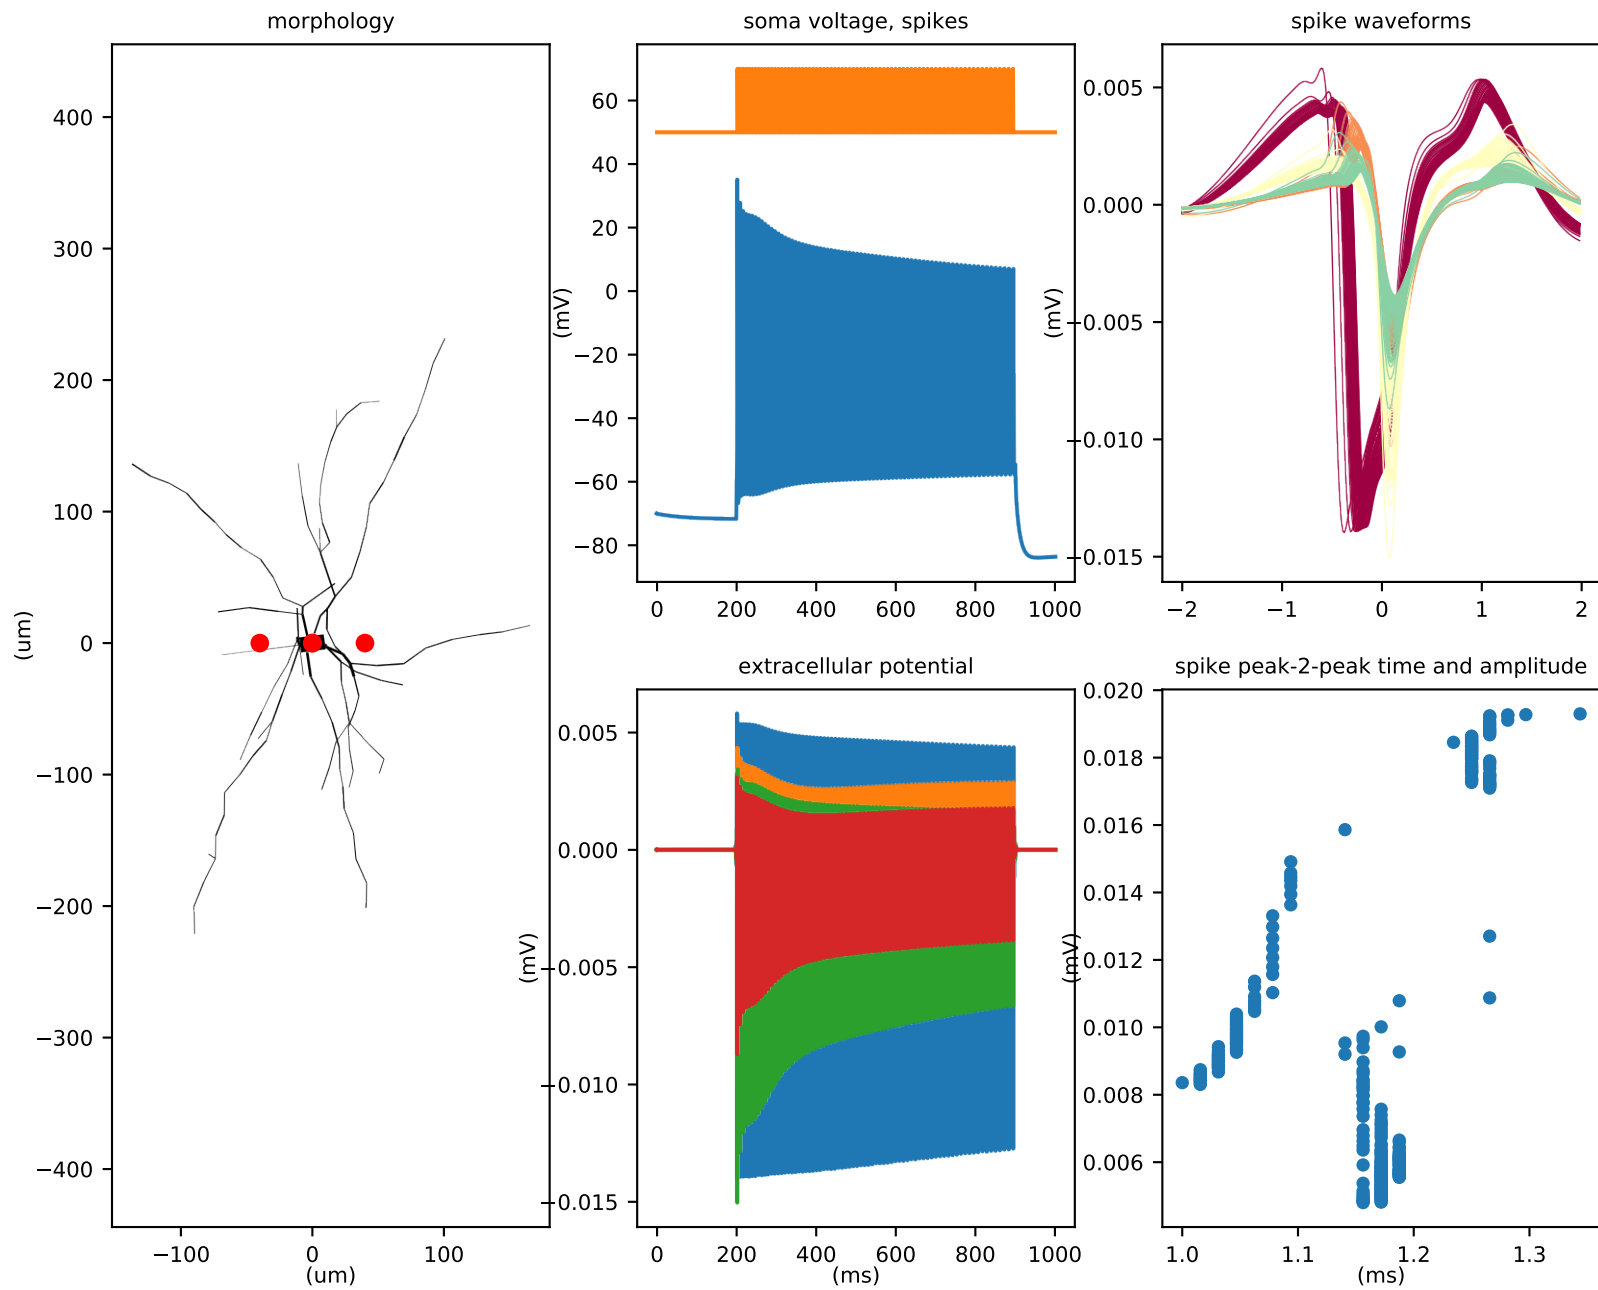 morphology
400
300
200
100
0
−100
−200
−300
−400
(um)
−100 0 100
(um)
soma voltage, spikes
60
40
20
0
−20
−40
−60
−80
(mV)
0 200 400 600 800 1000
spike waveforms
0.005
0.000
−0.005
−0.010
−0.015
(mV)
−2 −1 0 1 2
extracellular potential
0.005
0.000
−0.005
−0.010
−0.015
(mV)
0 200 400 600 800 1000
(ms)
spike peak-2-peak time and amplitude
0.020
0.018
0.016
0.014
0.012
0.010
0.008
0.006
(mV)
1.0 1.1 1.2 1.3
(ms)